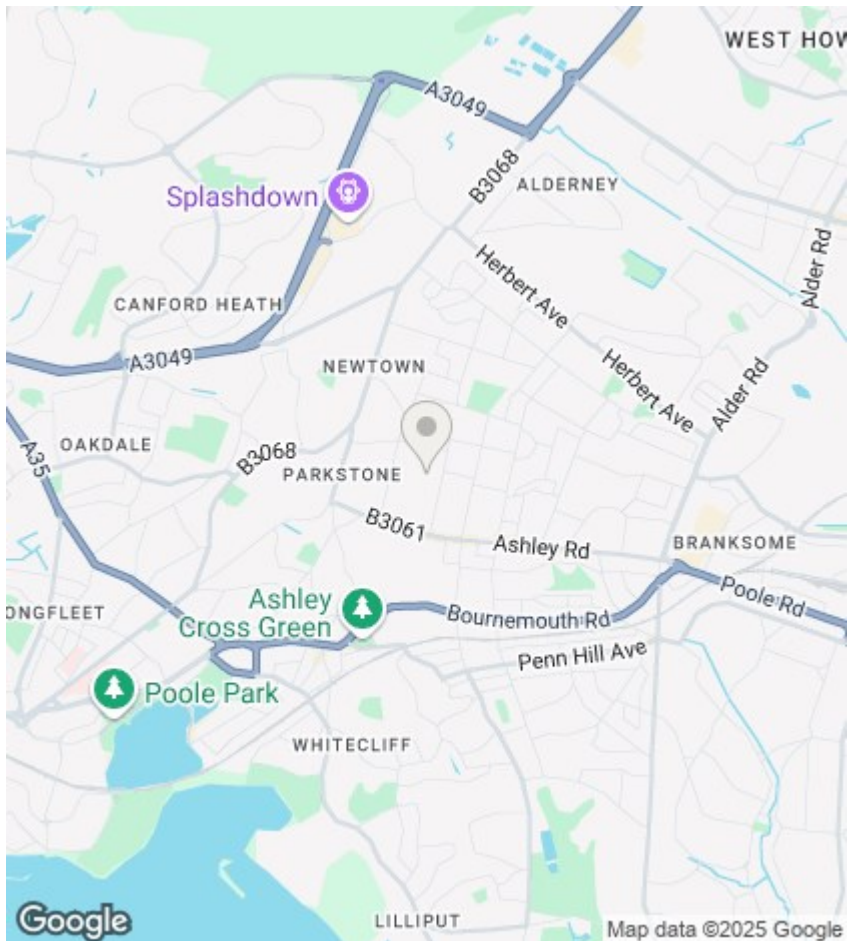 WEST HOW
A3049
B3068
ALDERNEY
Splashdown
Alder Rd
Herbert Ave
CANFORD HEATH
A3049
NEWTOWN
Herbert Ave
Alder Rd
OAKDALE
A35
B3068
PARKSTONE
B3061
Ashley Rd
BRANKSOME
Poole Rd
ONGFLEET
Ashley
Cross Green
Bournemouth Rd
Penn Hill Ave
Poole Park
WHITECLIFF
LILLIPUT
Google
Map data ©2025 Google